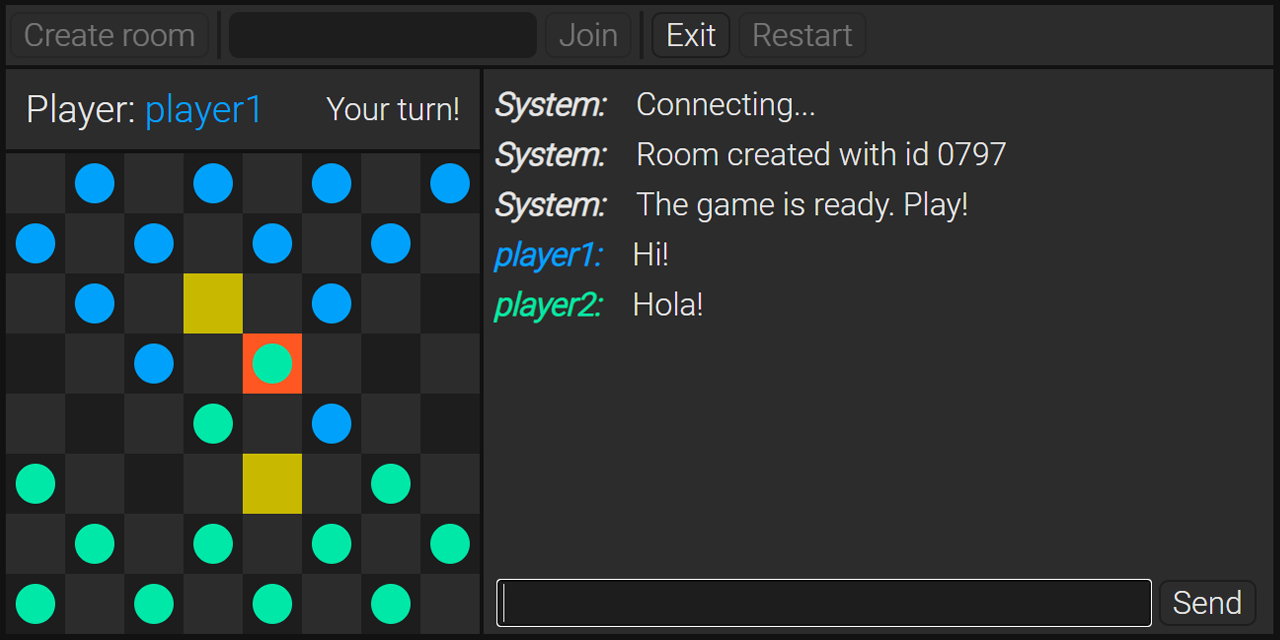 Create room Join Exit Restart
Player: player1 Your turn!
System: Connecting...
System: Room created with id 0797
System: The game is ready. Play!
player1: Hi!
player2: Hola!
Send